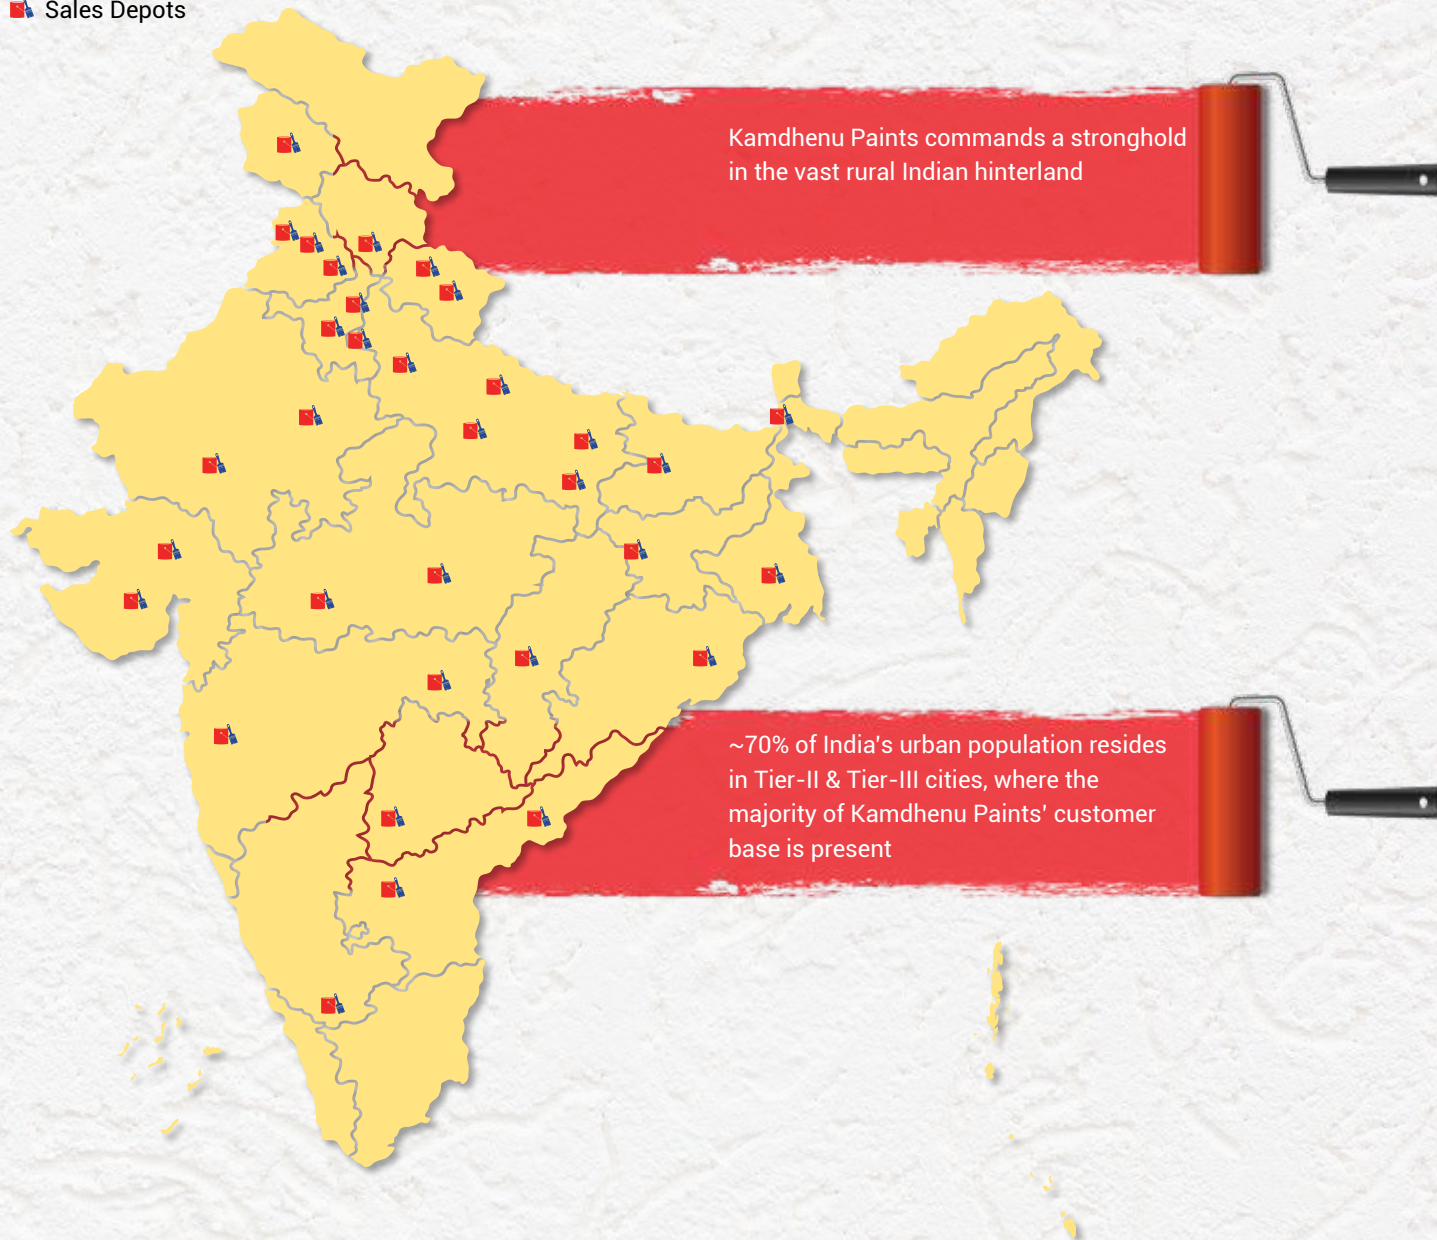 Sales Depots
Kamdhenu Paints commands a stronghold
in the vast rural Indian hinterland
~70% of India's urban population resides
in Tier-II & Tier-III cities, where the
majority of Kamdhenu Paints' customer
base is present